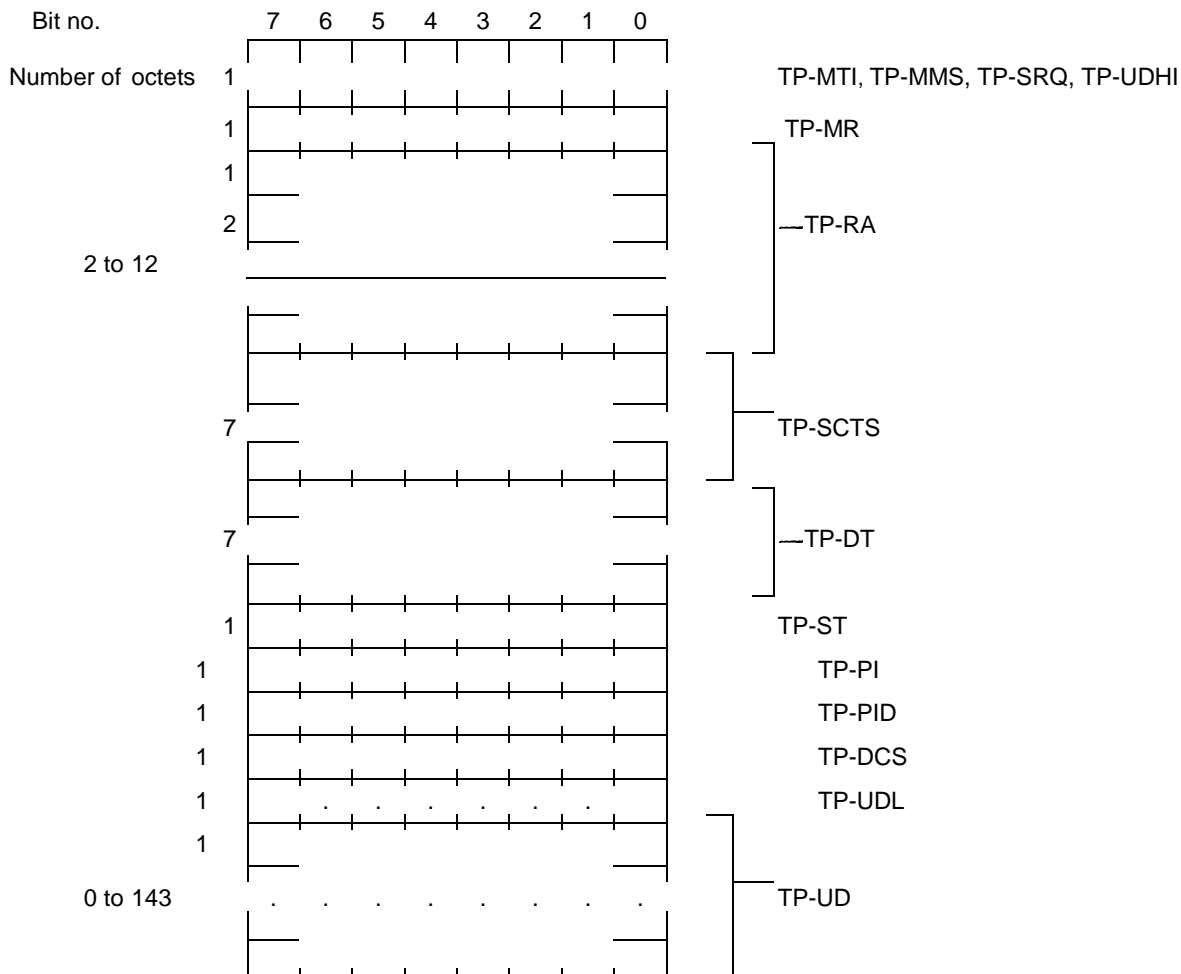 Bit no. 7 6 5 4 3 2 1 0
Number of octets 1 TP-MTI, TP-MMS, TP-SRQ, TP-UDHI
1 TP-MR
1
2 TP-RA
2 to 12
7 TP-SCTS
7 TP-DT
1 TP-ST
1 TP-PI
1 TP-PID
1 TP-DCS
1 . . . . . . TP-UDL
1
0 to 143 . . . . . . . . TP-UD